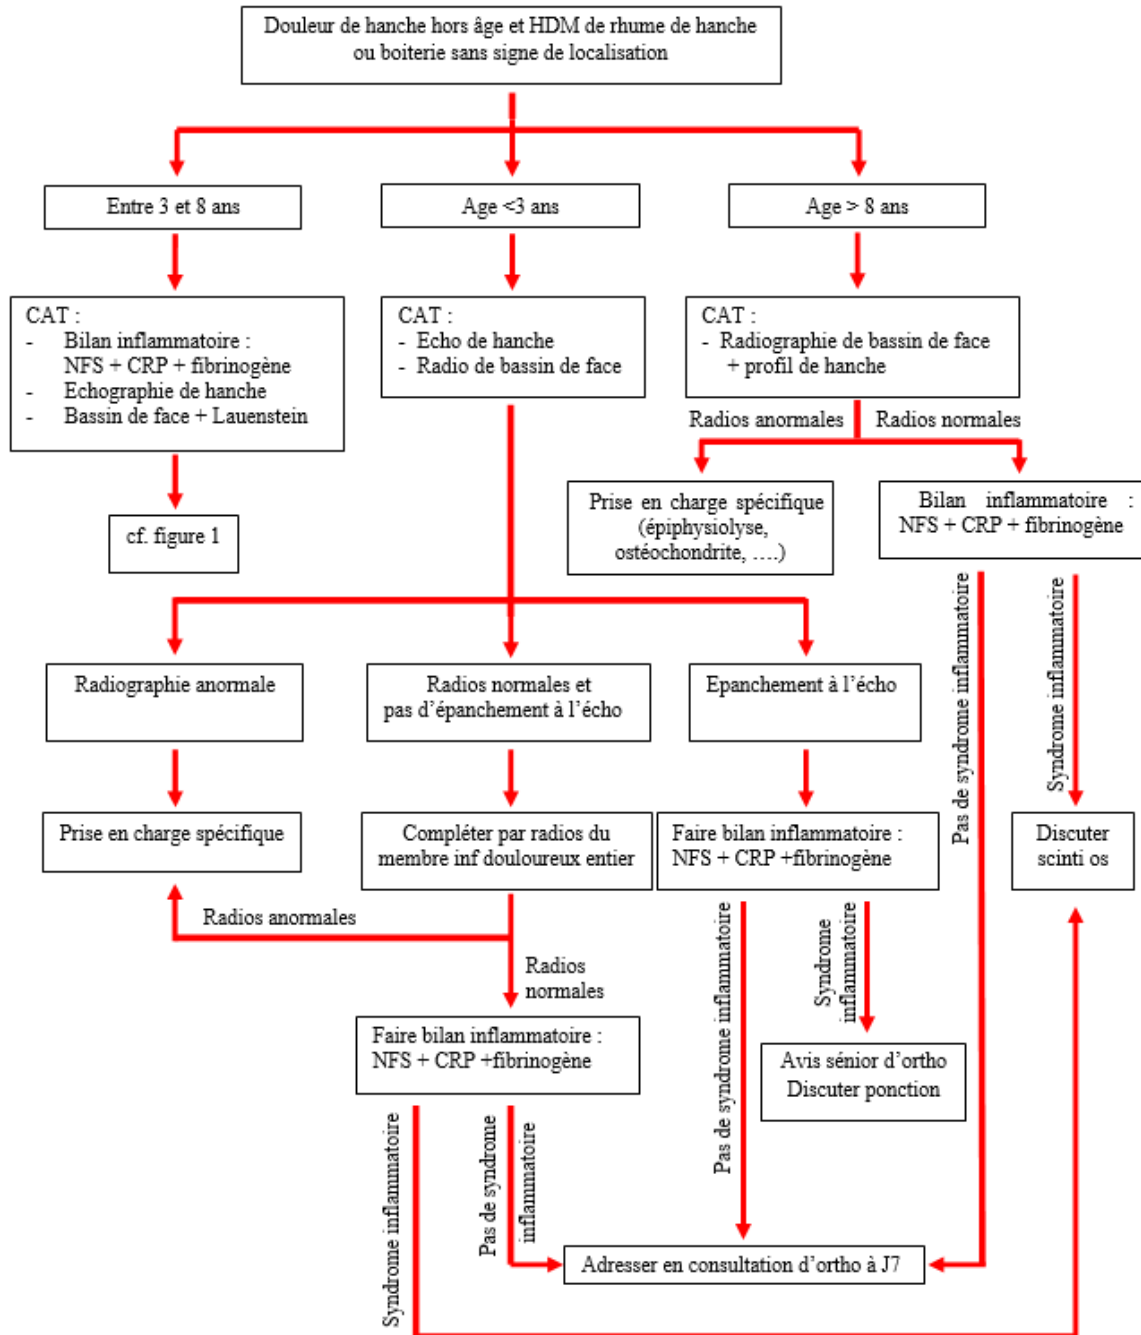 Douleur de hanche hors âge et HDM de rhume de hanche
ou boiterie sans signe de localisation
Entre 3 et 8 ans
Age <3 ans
Age > 8 ans
CAT :
- Bilan inflammatoire :
NFS + CRP + fibrinogène
- Echographie de hanche
- Bassin de face + Lauenstein
CAT :
- Echo de hanche
- Radio de bassin de face
CAT :
- Radiographie de bassin de face
+ profil de hanche
Radios anormales
Radios normales
cf. figure 1
Prise en charge spécifique
(épiphysiolyse,
ostéochondrite, ….)
Bilan inflammatoire :
NFS + CRP + fibrinogène
Pas de syndrome inflammatoire
Syndrome inflammatoire
Radiographie anormale
Radios normales et
pas d’épanchement à l’écho
Epanchement à l’écho
Prise en charge spécifique
Compléter par radios du
membre inf douloureux entier
Faire bilan inflammatoire :
NFS + CRP +fibrinogène
Discuter
scinti os
Radios anormales
Radios
normales
Pas de syndrome inflammatoire
Syndrome
inflammatoire
Faire bilan inflammatoire :
NFS + CRP +fibrinogène
Avis sénior d’ortho
Discuter ponction
Syndrome inflammatoire
Pas de syndrome
inflammatoire
Adresser en consultation d’ortho à J7